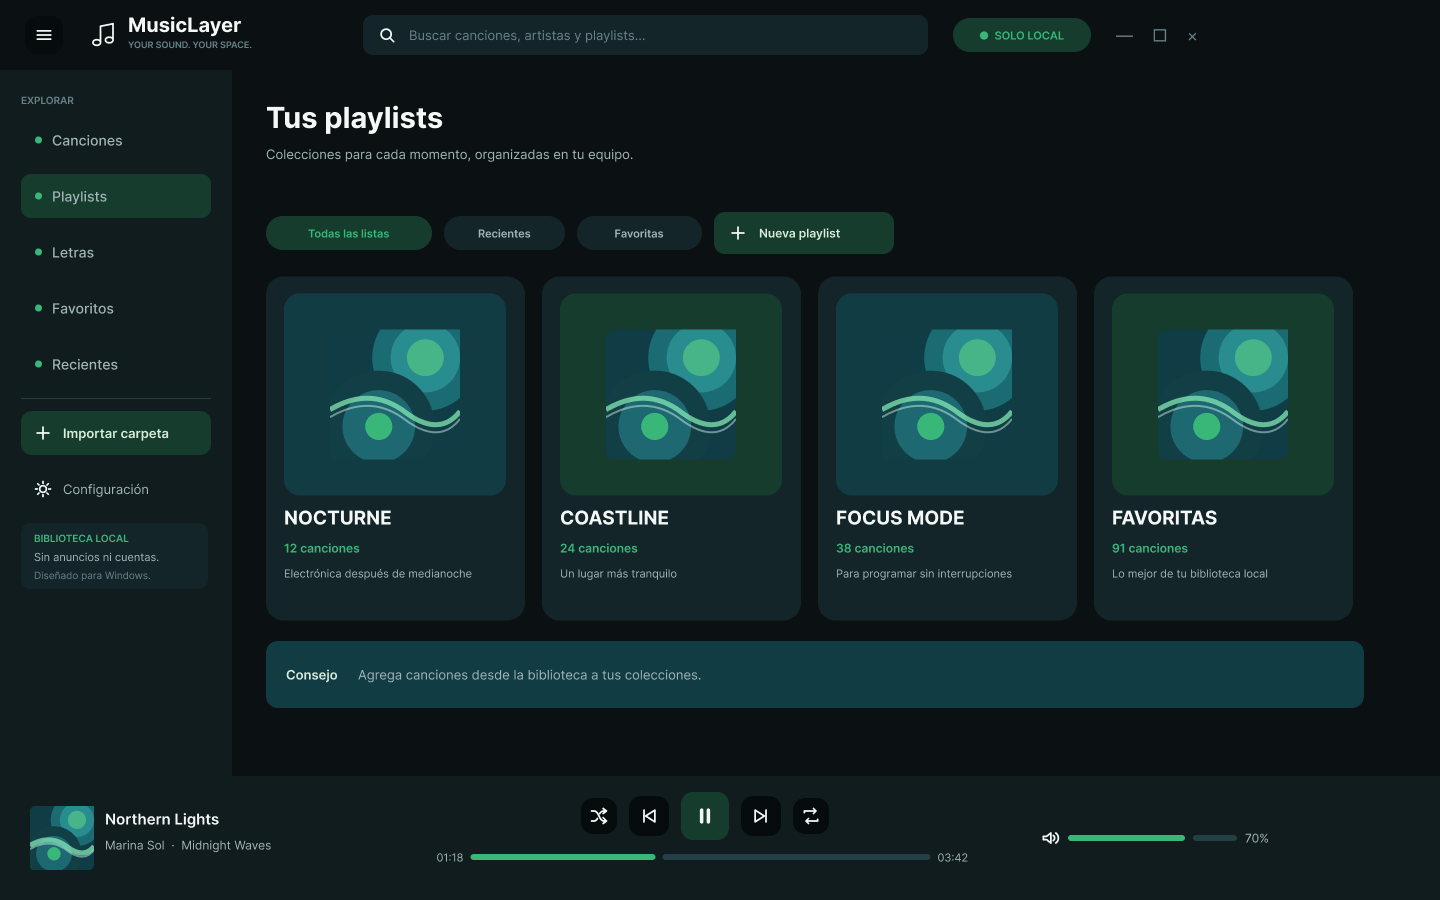 MusicLayer
YOUR SOUND. YOUR SPACE.
Buscar canciones, artistas y playlists...
SOLO LOCAL
EXPLORAR
Canciones
Playlists
Letras
Favoritos
Recientes
Importar carpeta
Configuración
BIBLIOTECA LOCAL
Sin anuncios ni cuentas.
Diseñado para Windows.
Tus playlists
Colecciones para cada momento, organizadas en tu equipo.
Todas las listas
Recientes
Favoritas
Nueva playlist
NOCTURNE
12 canciones
Electrónica después de medianoche
COASTLINE
24 canciones
Un lugar más tranquilo
FOCUS MODE
38 canciones
Para programar sin interrupciones
FAVORITAS
91 canciones
Lo mejor de tu biblioteca local
Consejo Agrega canciones desde la biblioteca a tus colecciones.
Northern Lights
Marina Sol · Midnight Waves
01:18
03:42
70%